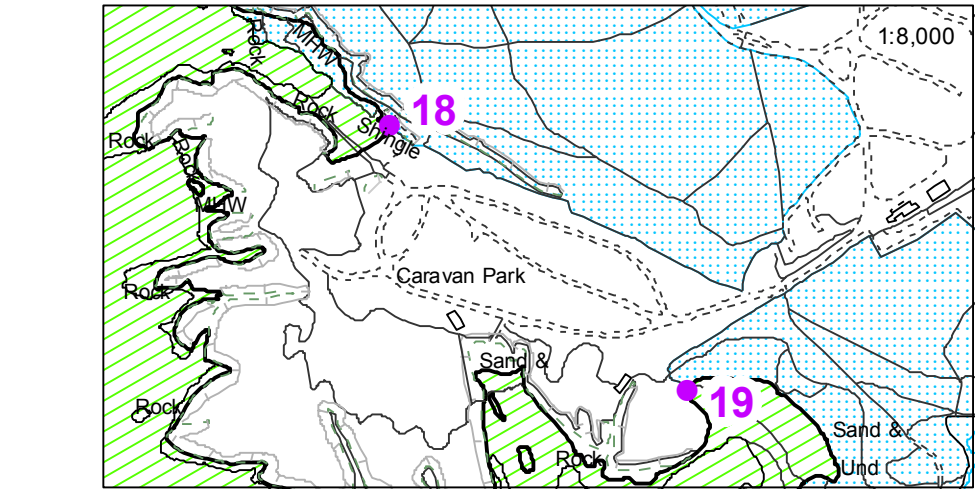 1:8,000
MHW
Rock
Rock
18
Shingle
Rock
Rock
MHW
Caravan Park
Rock
Sand &
Rock
19
Sand &
Rock
Und